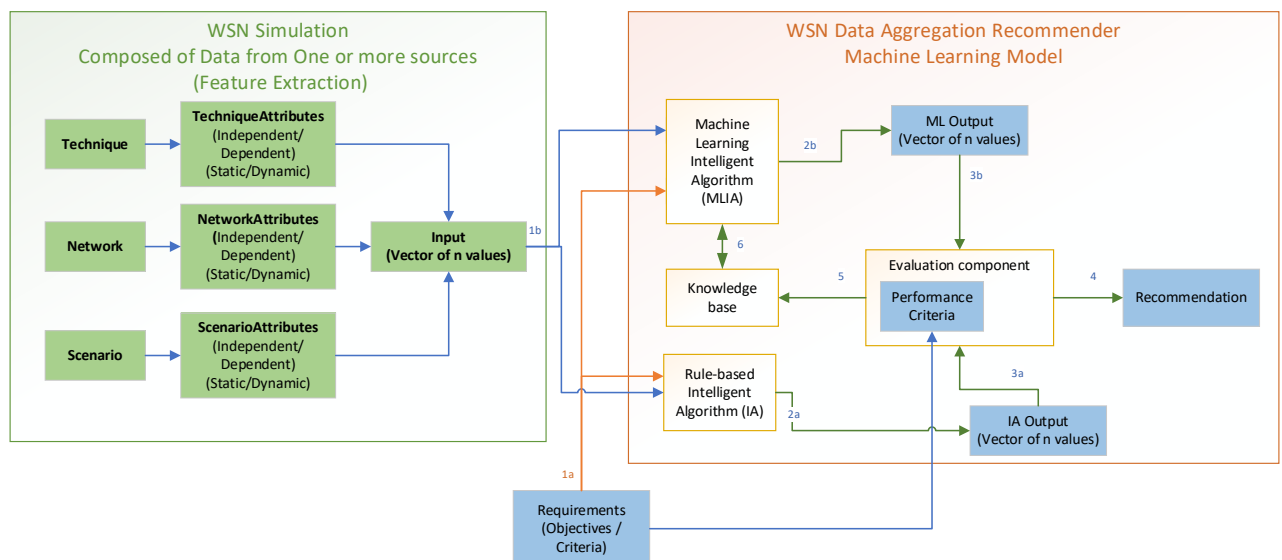 WSN Simulation
Composed of Data from One or more sources
(Feature Extraction)
Technique
TechniqueAttributes
(Independent/
Dependent)
(Static/Dynamic)
Network
NetworkAttributes
(Independent/
Dependent)
(Static/Dynamic)
Scenario
ScenarioAttributes
(Independent/
Dependent)
(Static/Dynamic)
Input
(Vector of n values)
1b
1a
Requirements
(Objectives /
Criteria)
WSN Data Aggregation Recommender
Machine Learning Model
Machine
Learning
Intelligent
Algorithm
(MLIA)
2b
ML Output
(Vector of n values)
3b
6
Knowledge
base
5
Evaluation component
Performance
Criteria
4
Recommendation
Rule-based
Intelligent
Algorithm (IA)
2a
3a
IA Output
(Vector of n values)